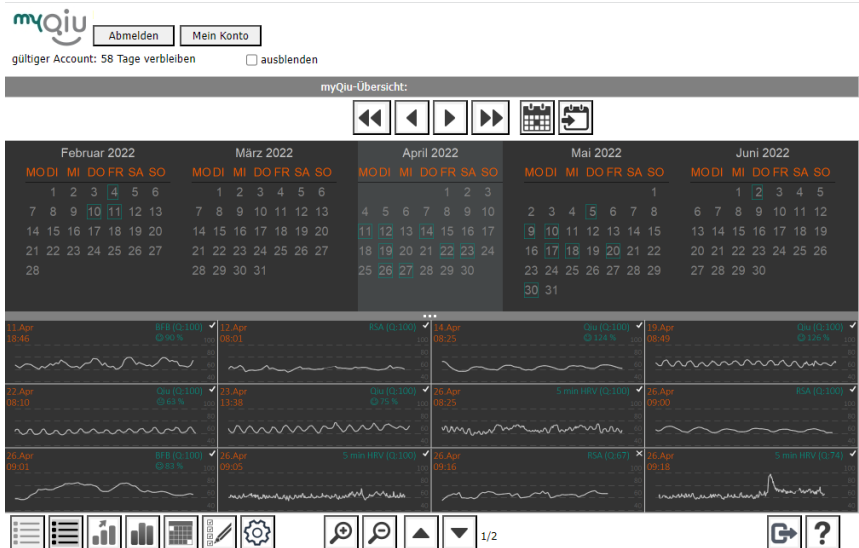 myQiu
Abmelden Mein Konto
gültiger Account: 58 Tage verbleiben ausblenden
myQiu-Übersicht:
Februar 2022 März 2022 April 2022 Mai 2022 Juni 2022
MO DI MI DO FR SA SO MO DI MI DO FR SA SO MO DI MI DO FR SA SO MO DI MI DO FR SA SO MO DI MI DO FR SA SO
1 2 3 4 5 6 1 2 3 4 5 6 1 2 3 1 1 2 3 4 5
7 8 9 10 11 12 13 7 8 9 10 11 12 13 4 5 6 7 8 9 10 2 3 4 5 6 7 8 6 7 8 9 10 11 12
14 15 16 17 18 19 20 14 15 16 17 18 19 20 11 12 13 14 15 16 17 9 10 11 12 13 14 15 13 14 15 16 17 18 19
21 22 23 24 25 26 27 21 22 23 24 25 26 27 18 19 20 21 22 23 24 16 17 18 19 20 21 22 20 21 22 23 24 25 26
28 28 29 30 31 25 26 27 28 29 30 23 24 25 26 27 28 29 27 28 29 30
30 31
11.Apr BFB (Q:100) 12.Apr RSA (Q:100) 14.Apr Qiu (Q:100) 19.Apr Qiu (Q:100)
18:46 90 % 08:01 08:25 124 % 08:49 126 %
22.Apr Qiu (Q:100) 23.Apr Qiu (Q:100) 26.Apr 5 min HRV (Q:100) 26.Apr RSA (Q:100)
08:10 63 % 13:38 75 % 08:25 09:00
26.Apr BFB (Q:100) 26.Apr 5 min HRV (Q:100) 26.Apr RSA (Q:67) 26.Apr 5 min HRV (Q:74)
09:01 83 % 09:05 09:16 09:18
1/2